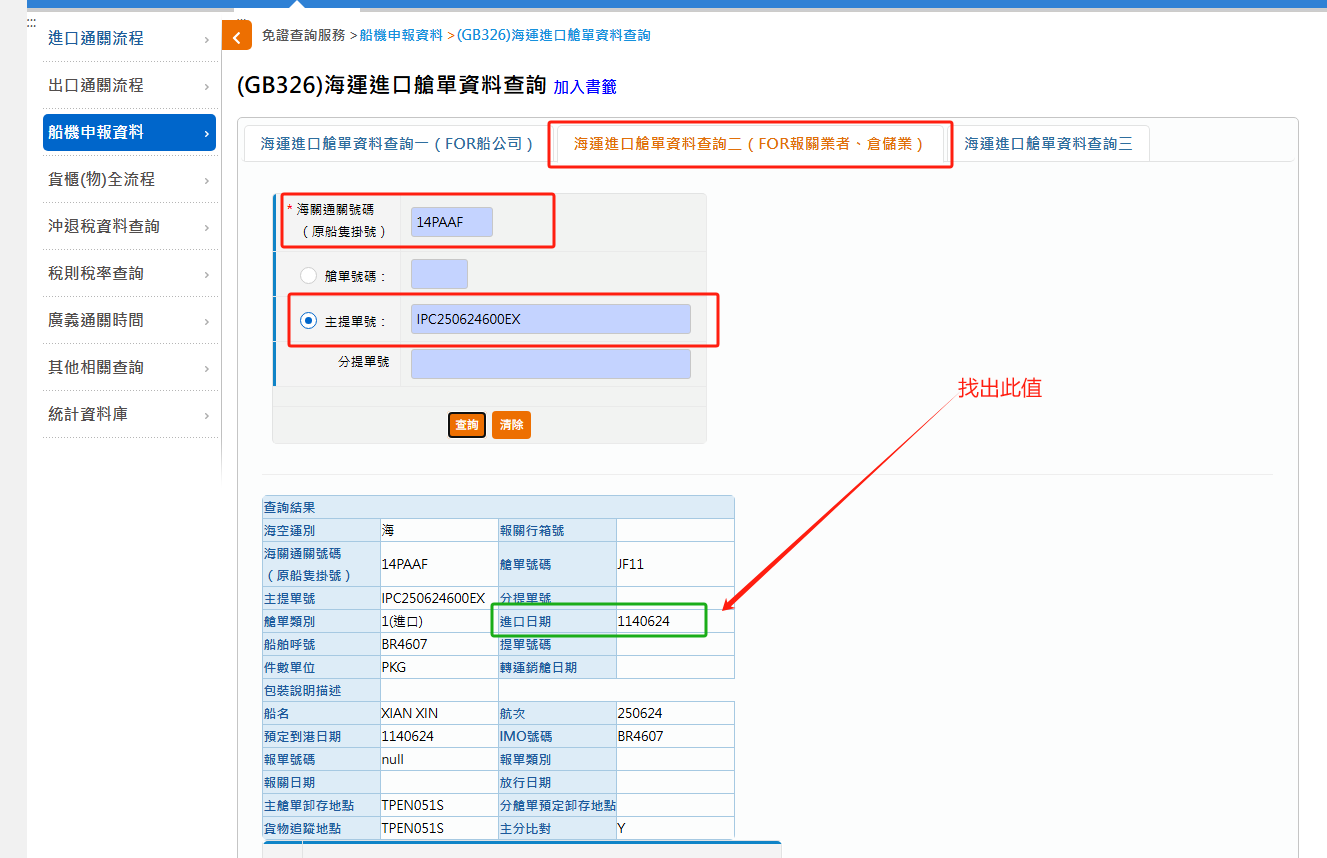 :::
進口通關流程 ›
出口通關流程 ›
船機申報資料 ›
貨櫃(物)全流程 ›
沖退稅資料查詢 ›
稅則稅率查詢 ›
廣義通關時間 ›
其他相關查詢 ›
統計資料庫 ›
免證查詢服務 >船機申報資料 >(GB326)海運進口艙單資料查詢
(GB326)海運進口艙單資料查詢 加入書籤
海運進口艙單資料查詢一（FOR船公司） 海運進口艙單資料查詢二（FOR報關業者、倉儲業） 海運進口艙單資料查詢三
* 海關通關號碼
（原船隻掛號） 14PAAF
艙單號碼：
主提單號： IPC250624600EX
分提單號
查詢 清除
找出此值
查詢結果
海空運別 海 報關行箱號
海關通關號碼
（原船隻掛號） 14PAAF 艙單號碼 JF11
主提單號 IPC250624600EX 分提單號
艙單類別 1(進口) 進口日期 1140624
船舶呼號 BR4607 提單號碼
件數單位 PKG 轉運銷艙日期
包裝說明描述
船名 XIAN XIN 航次 250624
預定到港日期 1140624 IMO號碼 BR4607
報單號碼 null 報單類別
報關日期 放行日期
主艙單卸存地點 TPEN051S 分艙單預定卸存地點
貨物追蹤地點 TPEN051S 主分比對 Y